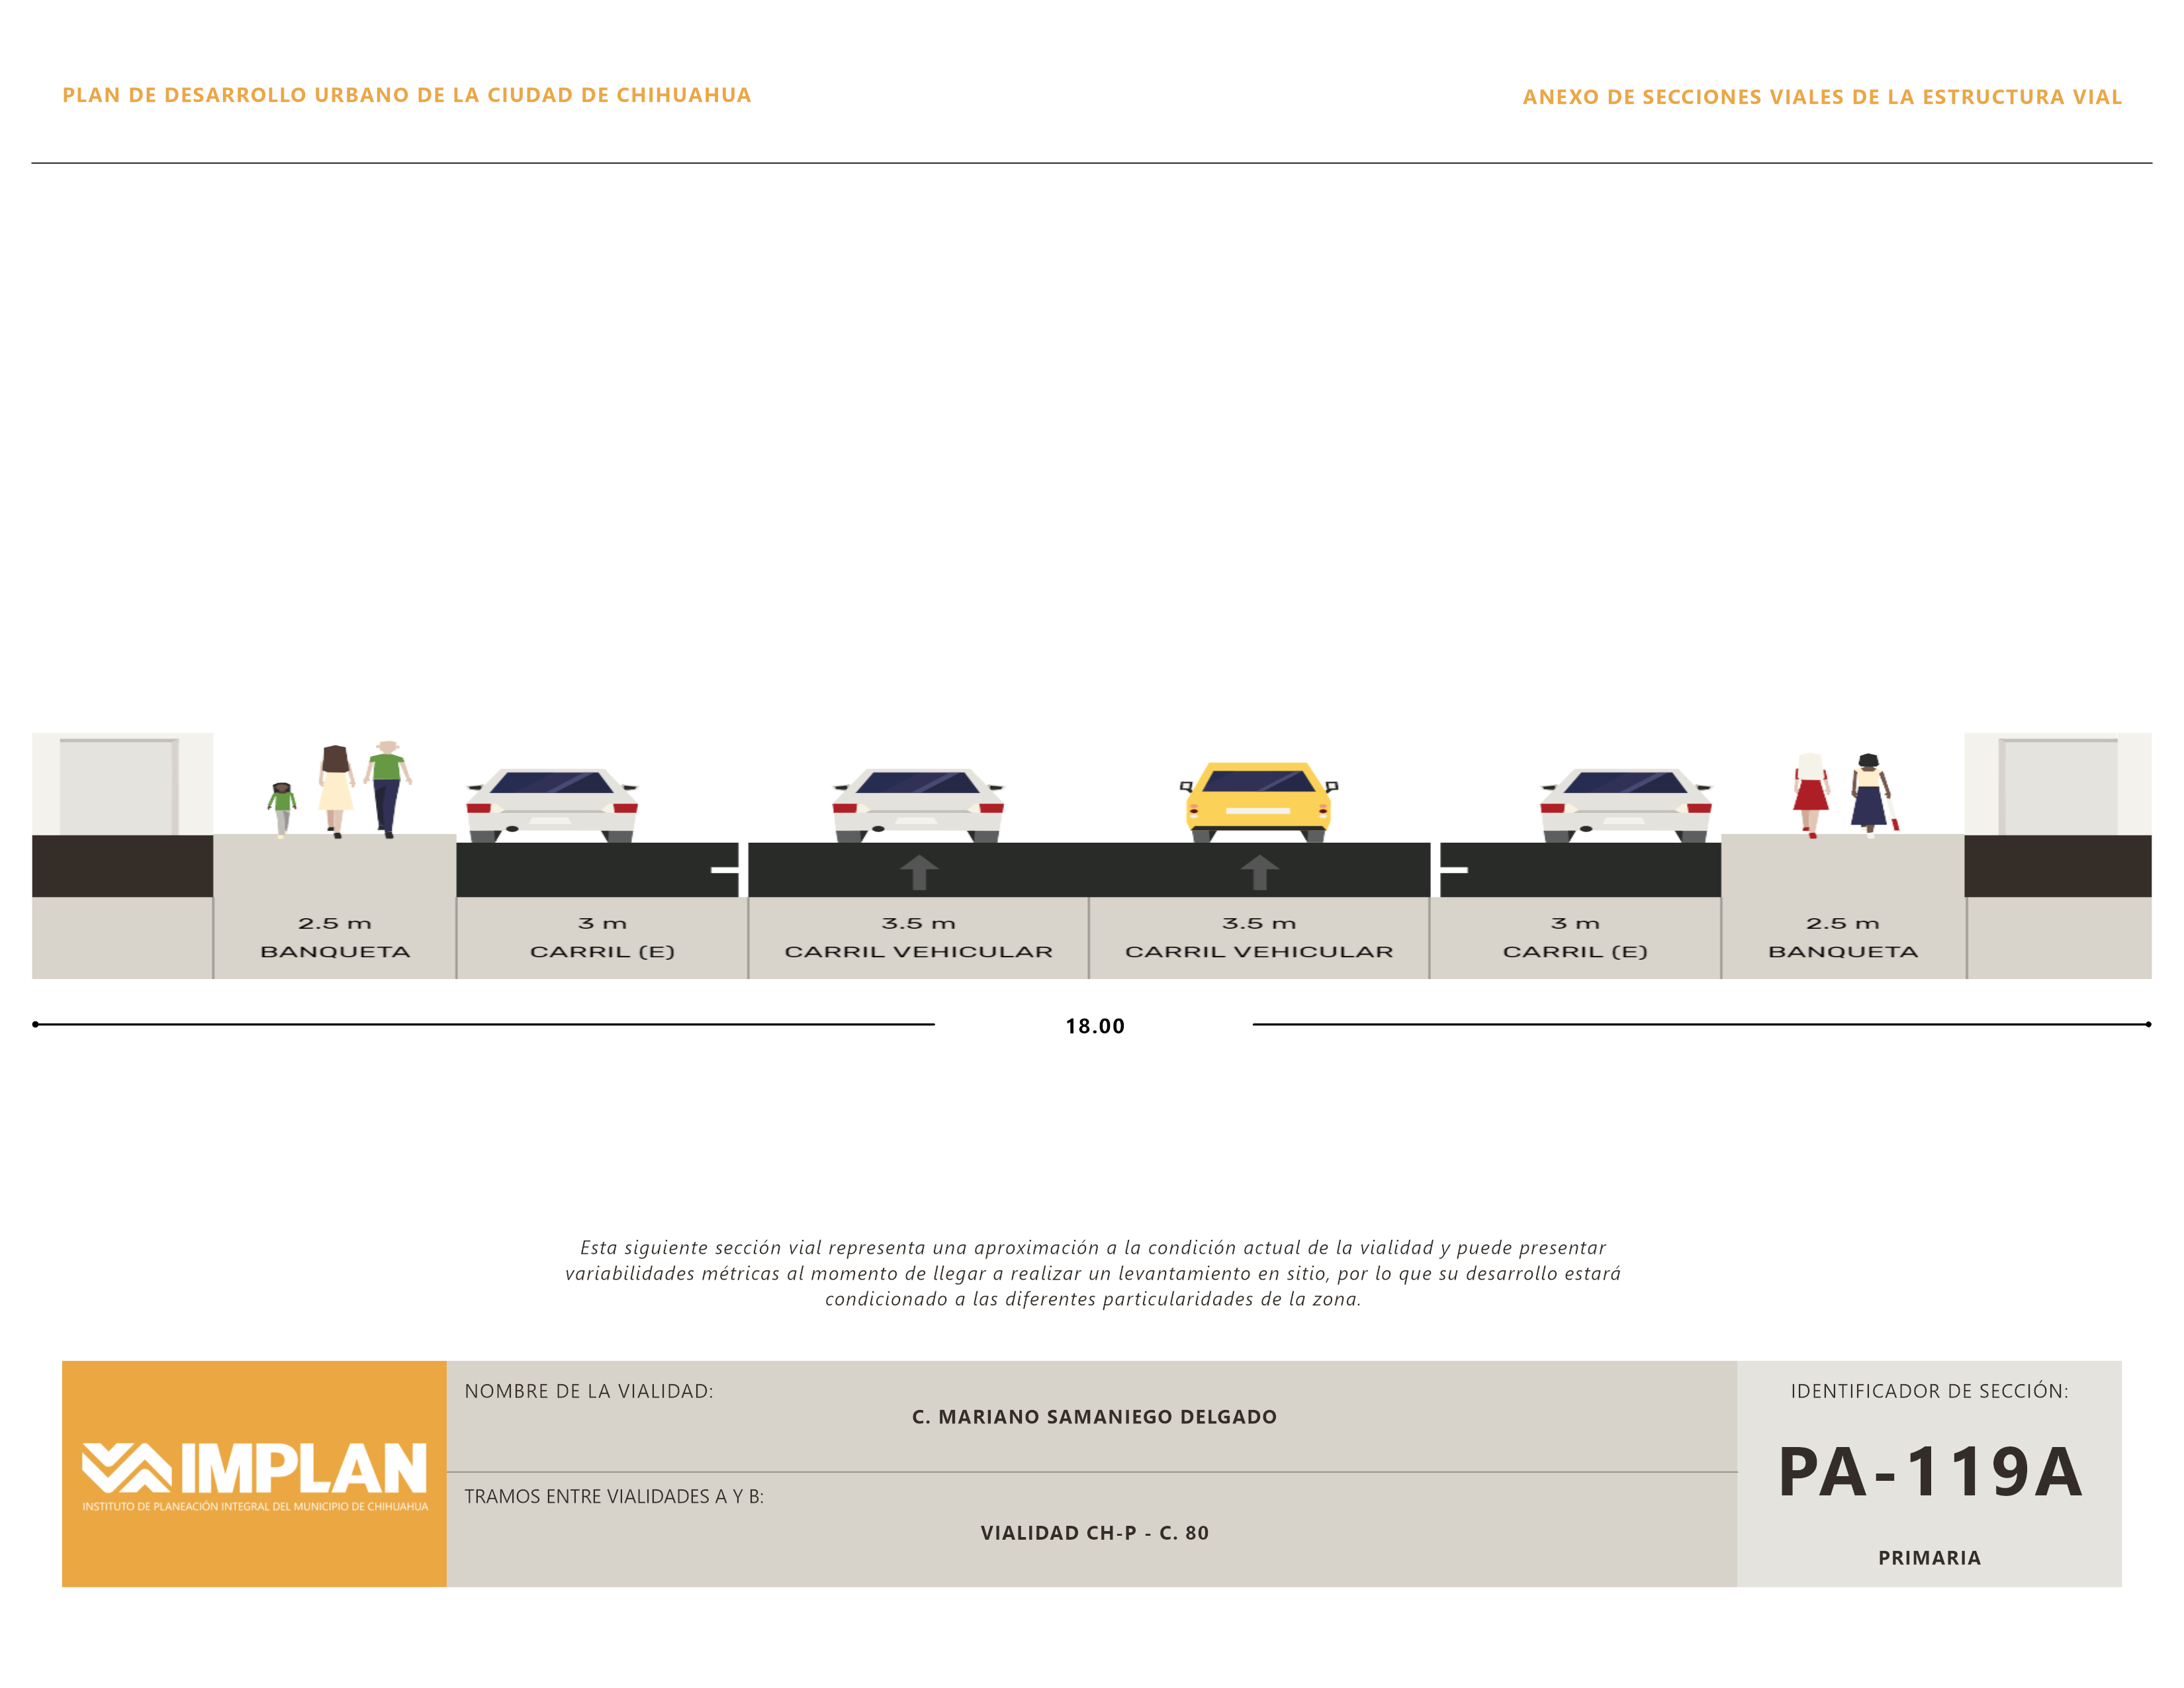 PLAN DE DESARROLLO URBANO DE LA CIUDAD DE CHIHUAHUA
ANEXO DE SECCIONES VIALES DE LA ESTRUCTURA VIAL
2.5 m
BANQUETA
3 m
CARRIL (E)
3.5 m
CARRIL VEHICULAR
3.5 m
CARRIL VEHICULAR
3 m
CARRIL (E)
2.5 m
BANQUETA
18.00
Esta siguiente sección vial representa una aproximación a la condición actual de la vialidad y puede presentar
variabilidades métricas al momento de llegar a realizar un levantamiento en sitio, por lo que su desarrollo estará
condicionado a las diferentes particularidades de la zona.
IMPLAN
INSTITUTO DE PLANEACIÓN INTEGRAL DEL MUNICIPIO DE CHIHUAHUA
NOMBRE DE LA VIALIDAD:
C. MARIANO SAMANIEGO DELGADO
TRAMOS ENTRE VIALIDADES A Y B:
VIALIDAD CH-P - C. 80
IDENTIFICADOR DE SECCIÓN:
PA-119A
PRIMARIA